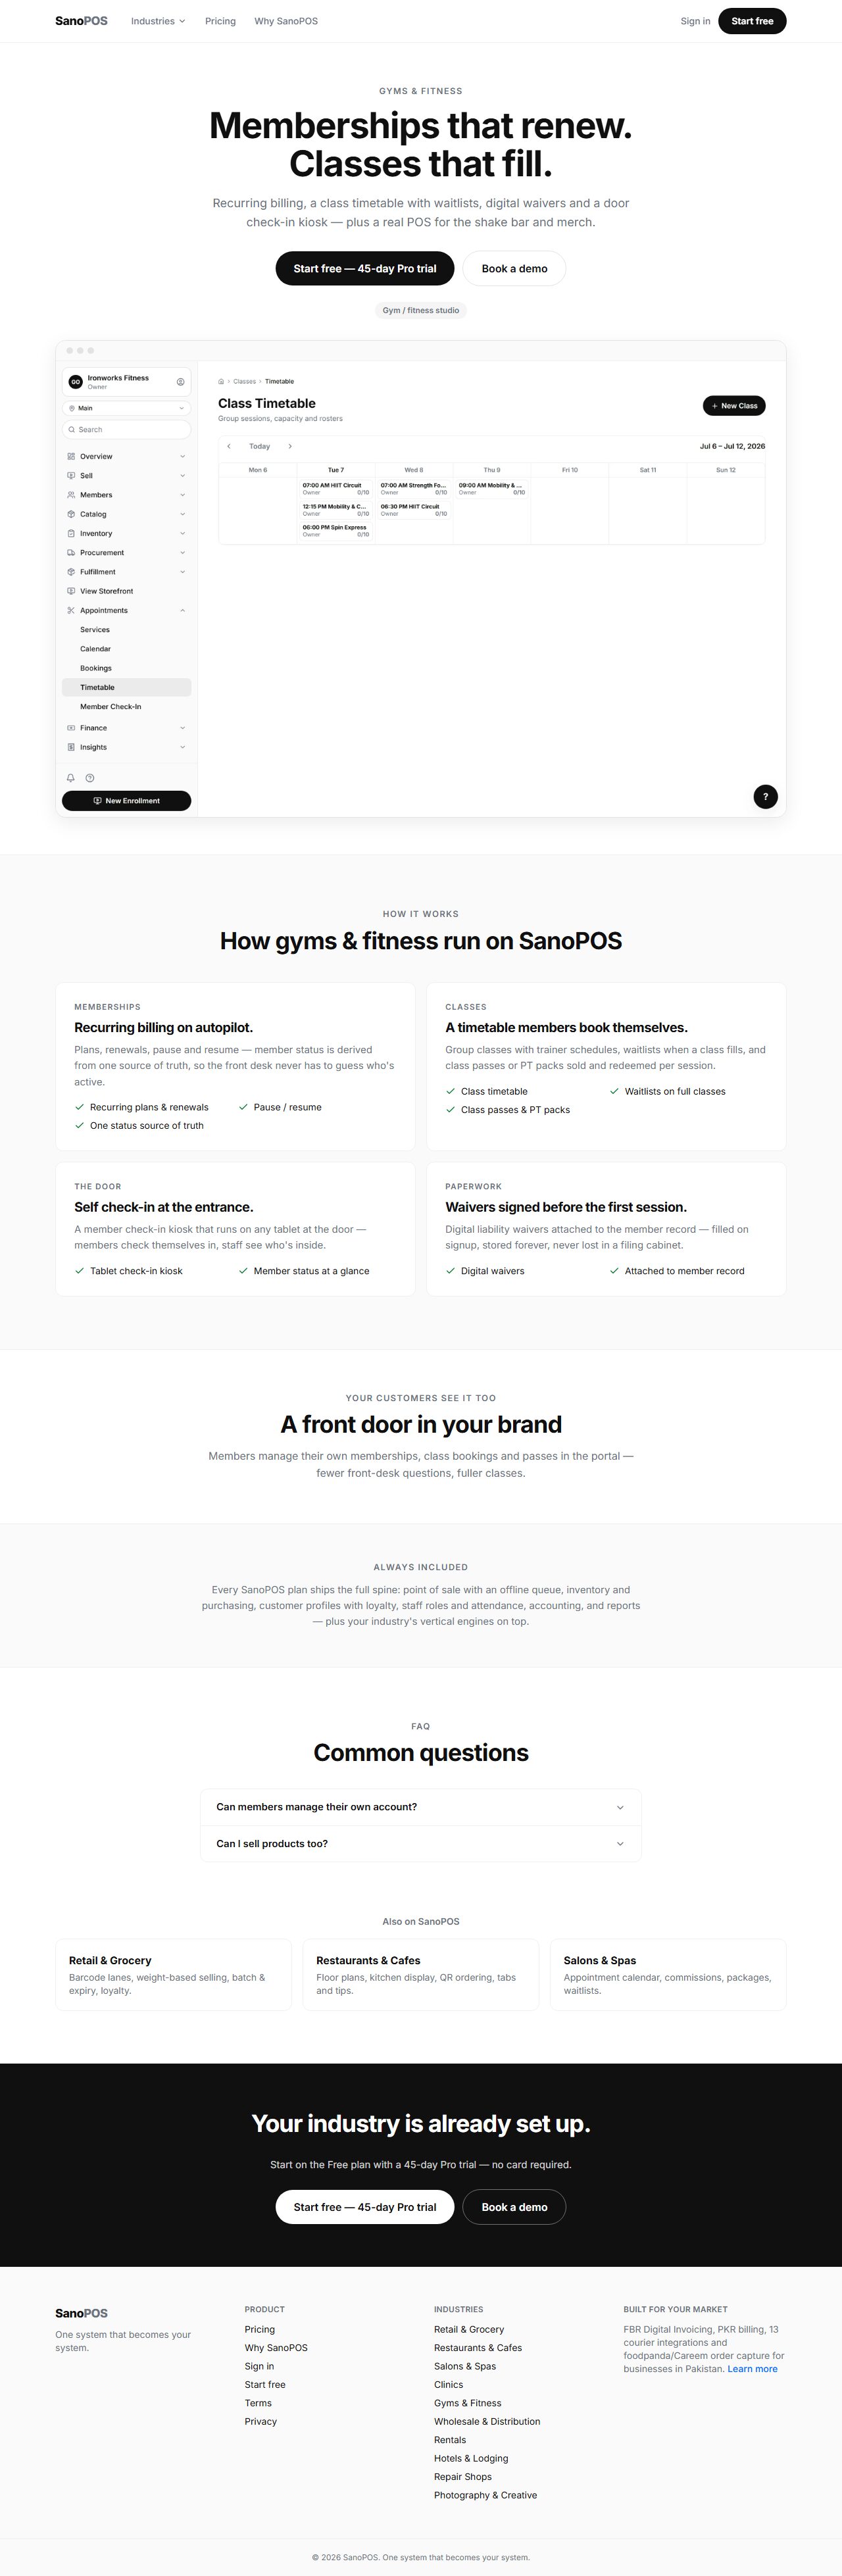 SanoPOS
Industries
Pricing
Why SanoPOS
Sign in
Start free
GYMS & FITNESS
Memberships that renew.
Classes that fill.
Recurring billing, a class timetable with waitlists, digital waivers and a door
check-in kiosk — plus a real POS for the shake bar and merch.
Start free — 45-day Pro trial
Book a demo
Gym / fitness studio
GO
Ironworks Fitness
Owner
Main
Search
Overview
Sell
Members
Catalog
Inventory
Procurement
Fulfillment
View Storefront
Appointments
Services
Calendar
Bookings
Timetable
Member Check-In
Finance
Insights
New Enrollment
Classes
Timetable
Class Timetable
Group sessions, capacity and rosters
+ New Class
Today
Jul 6 – Jul 12, 2026
Mon 6
Tue 7
Wed 8
Thu 9
Fri 10
Sat 11
Sun 12
07:00 AM HIIT Circuit
Owner 0/10
12:15 PM Mobility & C...
Owner 0/10
06:00 PM Spin Express
Owner 0/10
07:00 AM Strength Fo...
Owner 0/10
06:30 PM HIIT Circuit
Owner 0/10
09:00 AM Mobility & ...
Owner 0/10
?
HOW IT WORKS
How gyms & fitness run on SanoPOS
MEMBERSHIPS
Recurring billing on autopilot.
Plans, renewals, pause and resume — member status is derived
from one source of truth, so the front desk never has to guess who's
active.
Recurring plans & renewals
Pause / resume
One status source of truth
CLASSES
A timetable members book themselves.
Group classes with trainer schedules, waitlists when a class fills, and
class passes or PT packs sold and redeemed per session.
Class timetable
Waitlists on full classes
Class passes & PT packs
THE DOOR
Self check-in at the entrance.
A member check-in kiosk that runs on any tablet at the door —
members check themselves in, staff see who's inside.
Tablet check-in kiosk
Member status at a glance
PAPERWORK
Waivers signed before the first session.
Digital liability waivers attached to the member record — filled on
signup, stored forever, never lost in a filing cabinet.
Digital waivers
Attached to member record
YOUR CUSTOMERS SEE IT TOO
A front door in your brand
Members manage their own memberships, class bookings and passes in the portal —
fewer front-desk questions, fuller classes.
ALWAYS INCLUDED
Every SanoPOS plan ships the full spine: point of sale with an offline queue, inventory and
purchasing, customer profiles with loyalty, staff roles and attendance, accounting, and reports
— plus your industry's vertical engines on top.
FAQ
Common questions
Can members manage their own account?
Can I sell products too?
Also on SanoPOS
Retail & Grocery
Barcode lanes, weight-based selling, batch &
expiry, loyalty.
Restaurants & Cafes
Floor plans, kitchen display, QR ordering, tabs
and tips.
Salons & Spas
Appointment calendar, commissions, packages,
waitlists.
Your industry is already set up.
Start on the Free plan with a 45-day Pro trial — no card required.
Start free — 45-day Pro trial
Book a demo
SanoPOS
One system that becomes your
system.
PRODUCT
Pricing
Why SanoPOS
Sign in
Start free
Terms
Privacy
INDUSTRIES
Retail & Grocery
Restaurants & Cafes
Salons & Spas
Clinics
Gyms & Fitness
Wholesale & Distribution
Rentals
Hotels & Lodging
Repair Shops
Photography & Creative
BUILT FOR YOUR MARKET
FBR Digital Invoicing, PKR billing, 13
courier integrations and
foodpanda/Careem order capture for
businesses in Pakistan. Learn more
© 2026 SanoPOS. One system that becomes your system.